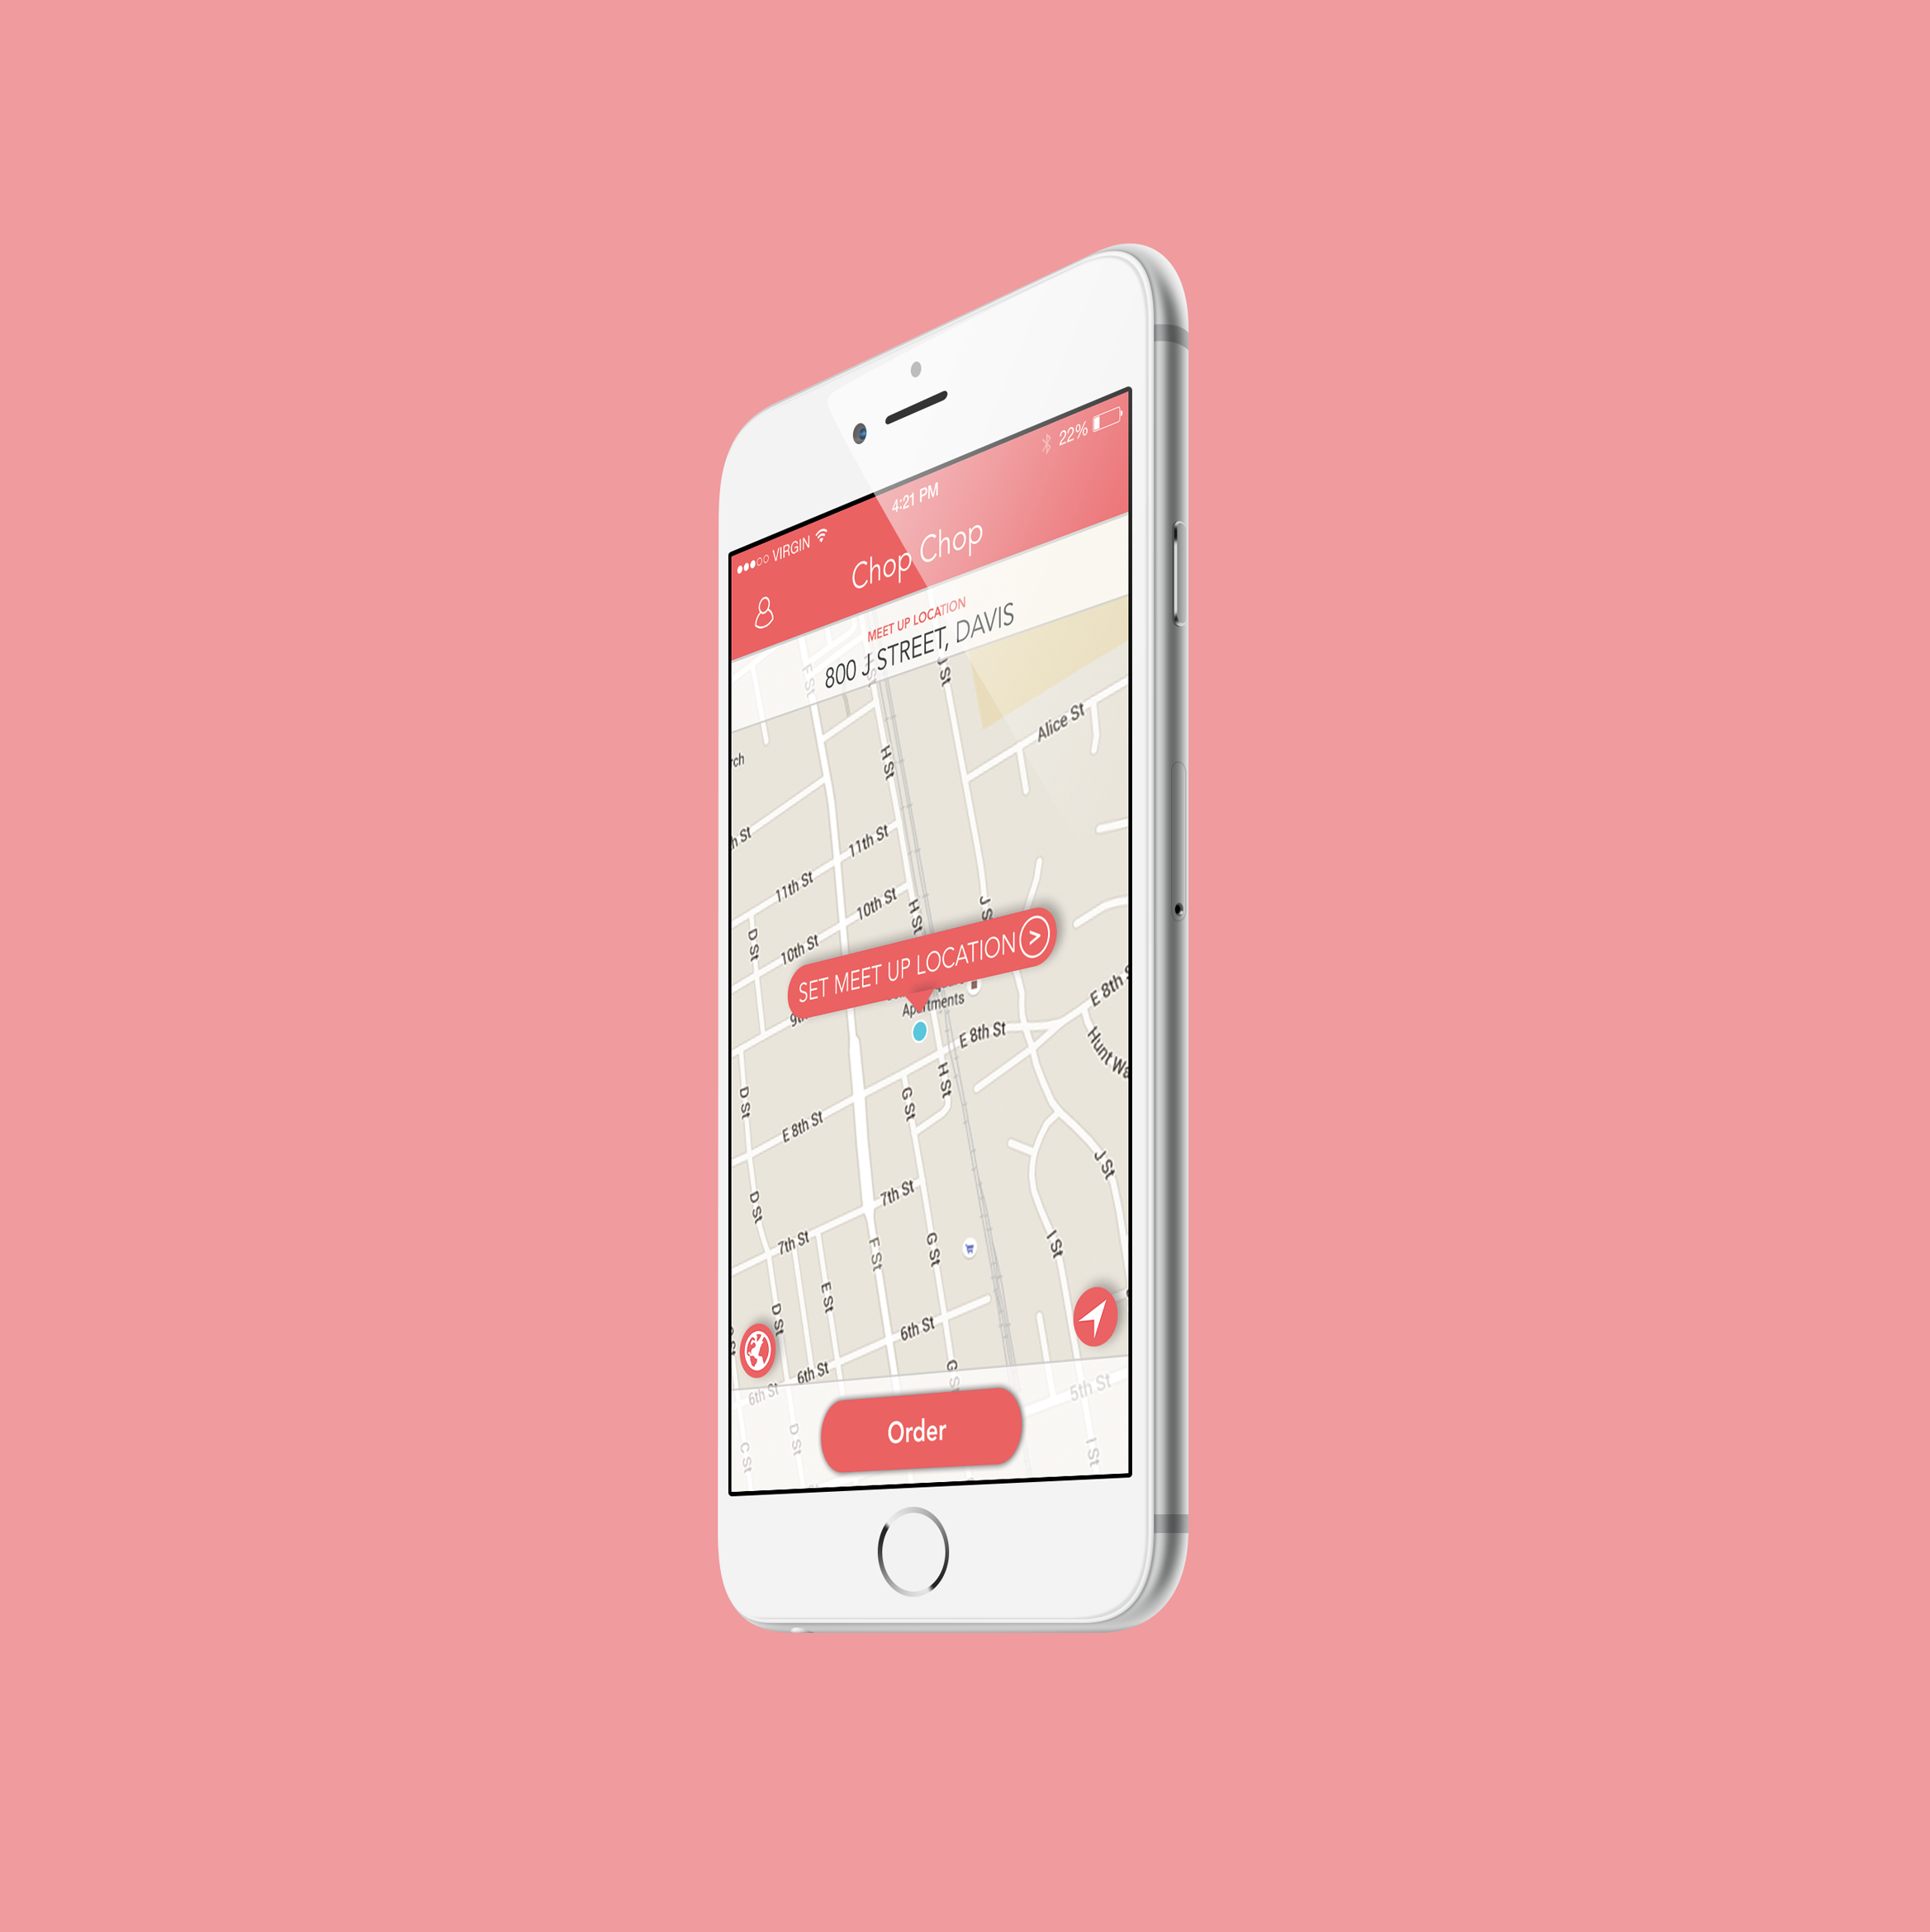 22%
4:21 PM
VIRGIN
Chop Chop
MEET UP LOCATION
800 J STREET, DAVIS
F St
J St
Alice St
H St
11th St
11th St
10th St
H St
J S
D St
10th St
SET MEET UP LOCATION >
E 8th S
Apartments
E 8th St
Hunt Wa
H St
D St
G St
E 8th St
J St
7th St
D St
7th St
F St
G St
I St
E St
D St
6th St
6th St
6th St
G St
5th St
D St
C St
I St
Order